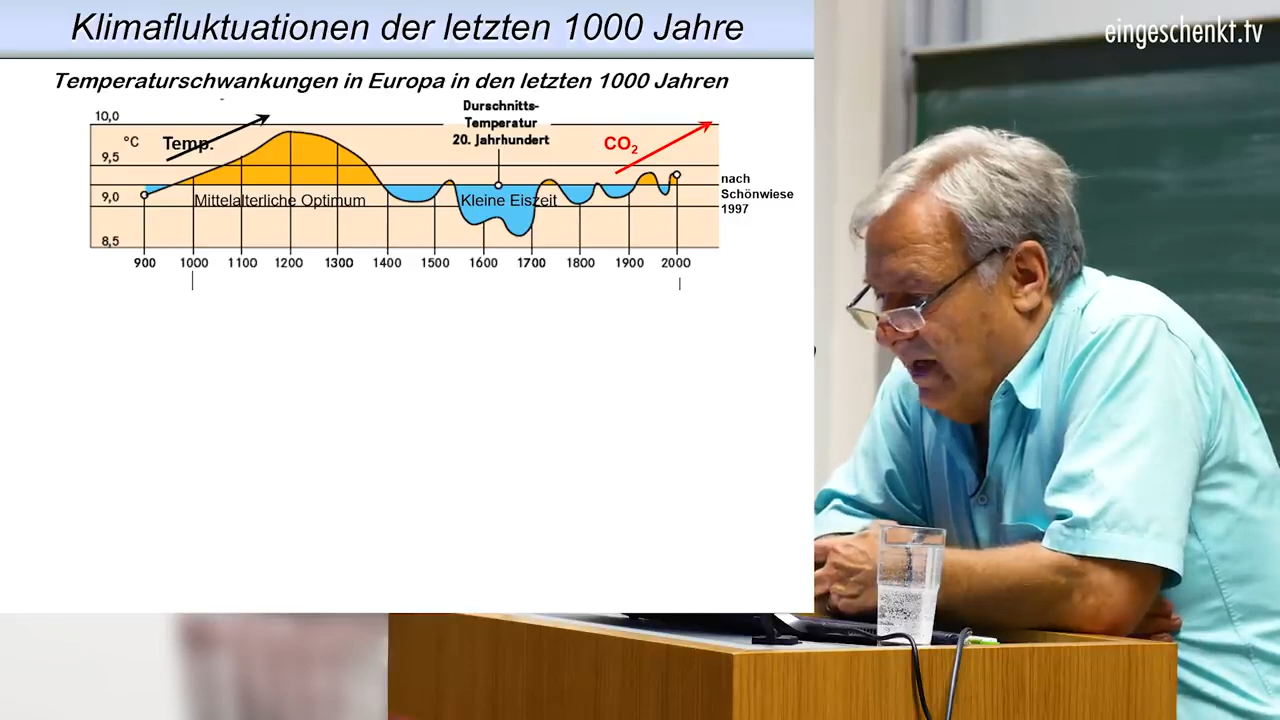 Klimafluktuationen der letzten 1000 Jahre
eingeschenkt.tv
Temperaturschwankungen in Europa in den letzten 1000 Jahren
Durschnitts-
Temperatur
20. Jahrhundert
10,0
°C
Temp.
CO2
9,5
nach
Schönwiese
1997
9,0
Mittelalterliche Optimum
Kleine Eiszeit
8,5
900 1000 1100 1200 1300 1400 1500 1600 1700 1800 1900 2000